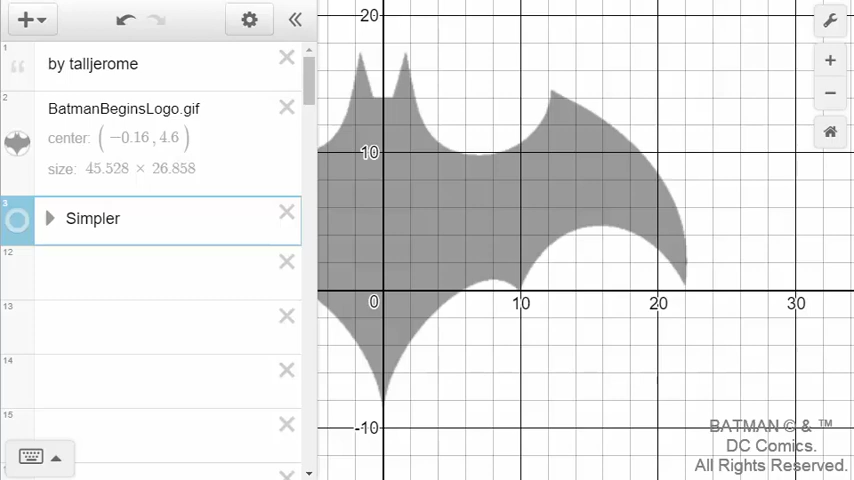 1
by talljerome
2
BatmanBeginsLogo.gif
center: (−0.16, 4.6)
size: 45.528 × 26.858
3
Simpler
12
13
14
15
20
10
0
10
20
30
-10
BATMAN © & ™
DC Comics.
All Rights Reserved.